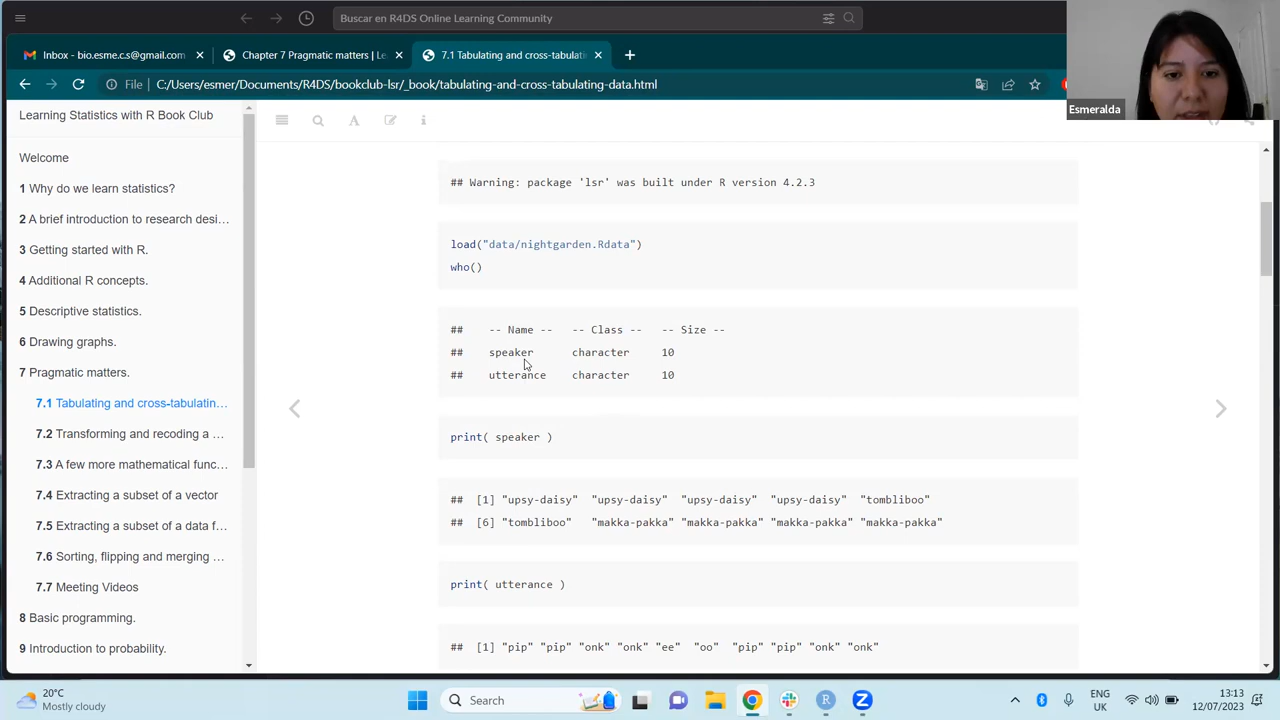 Buscar en R4DS Online Learning Community
Inbox - bio.esme.c.s@gmail.com
Chapter 7 Pragmatic matters | Le
7.1 Tabulating and cross-tabulati
File
C:/Users/esmer/Documents/R4DS/bookclub-lsr/_book/tabulating-and-cross-tabulating-data.html
Esmeralda
Learning Statistics with R Book Club
Welcome
1 Why do we learn statistics?
2 A brief introduction to research desi...
3 Getting started with R.
4 Additional R concepts.
5 Descriptive statistics.
6 Drawing graphs.
7 Pragmatic matters.
7.1 Tabulating and cross-tabulatin...
7.2 Transforming and recoding a ...
7.3 A few more mathematical func...
7.4 Extracting a subset of a vector
7.5 Extracting a subset of a data f...
7.6 Sorting, flipping and merging ...
7.7 Meeting Videos
8 Basic programming.
9 Introduction to probability.
## Warning: package 'lsr' was built under R version 4.2.3
load("data/nightgarden.Rdata")
who()
## -- Name -- -- Class -- -- Size --
## speaker character 10
## utterance character 10
print( speaker )
## [1] "upsy-daisy" "upsy-daisy" "upsy-daisy" "upsy-daisy" "tombliboo"
## [6] "tombliboo" "makka-pakka" "makka-pakka" "makka-pakka" "makka-pakka"
print( utterance )
## [1] "pip" "pip" "onk" "onk" "ee" "oo" "pip" "pip" "onk" "onk"
20°C
Mostly cloudy
Search
ENG
UK
13:13
12/07/2023